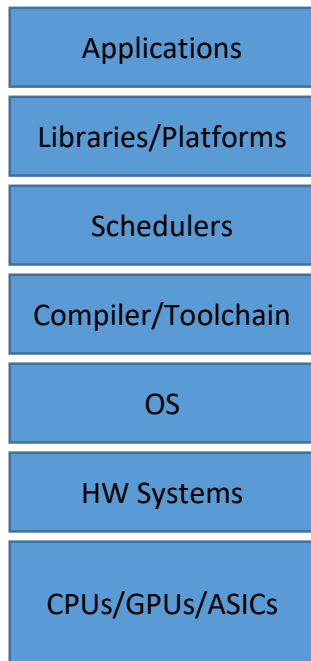 Applications
Libraries/Platforms
Schedulers
Compiler/Toolchain
OS
HW Systems
CPUs/GPUs/ASICs